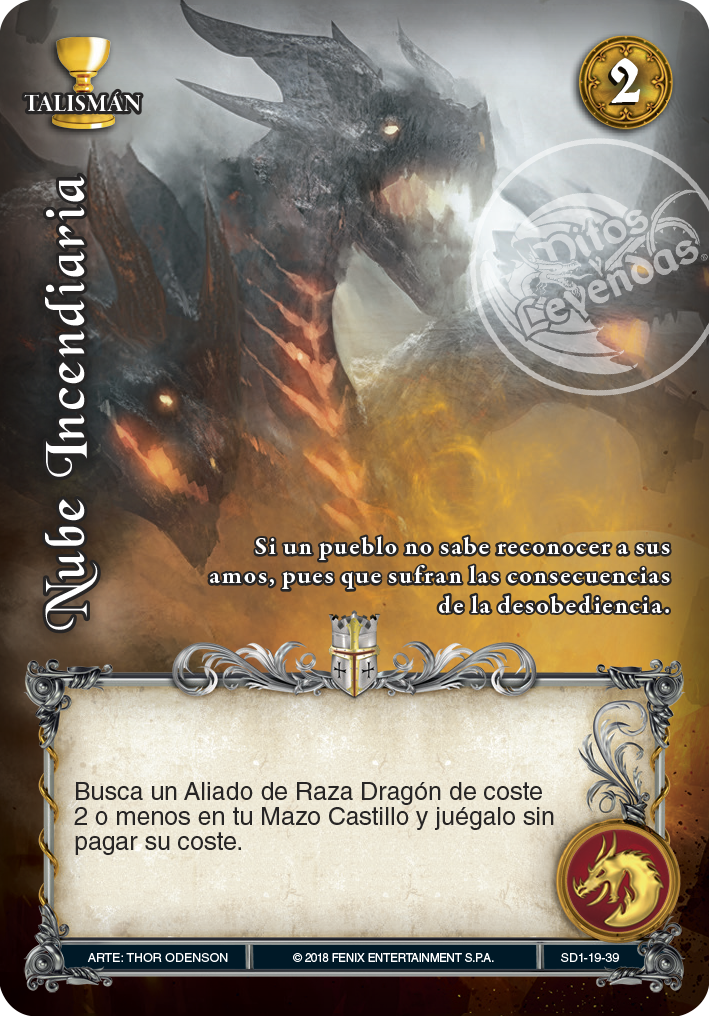 TALISMÁN
2
Mitos
y
Leyendas®
Nube Incendiaria
Si un pueblo no sabe reconocer a sus
amos, pues que sufran las consecuencias
de la desobediencia.
Busca un Aliado de Raza Dragón de coste
2 o menos en tu Mazo Castillo y juégalo sin
pagar su coste.
ARTE: THOR ODENSON
© 2018 FENIX ENTERTAINMENT S.P.A.
SD1-19-39